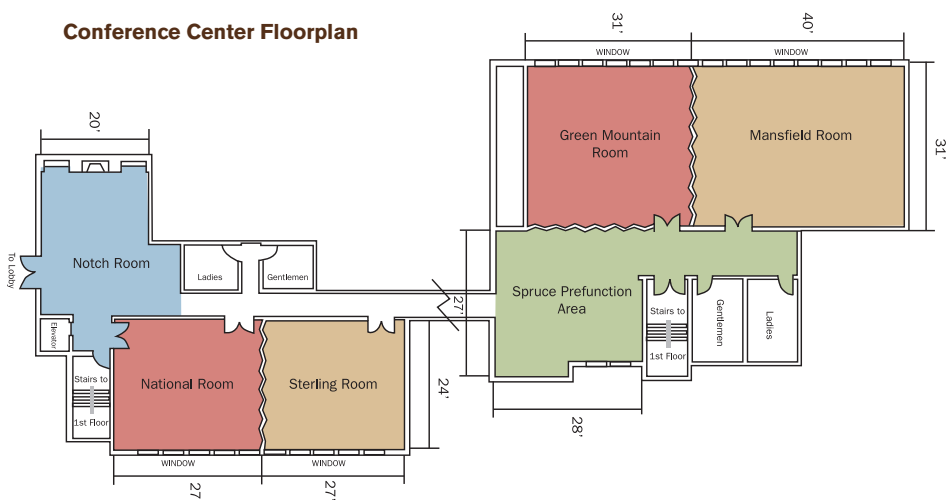 Conference Center Floorplan
31’
40’
WINDOW
WINDOW
20’
Green Mountain
Room
Mansfield Room
31’
To Lobby
Notch Room
Ladies
Gentlemen
27’
Spruce Prefunction
Area
Stairs to
1st Floor
Gentlemen
Ladies
Elevator
National Room
Sterling Room
24’
Stairs to
1st Floor
28’
WINDOW
WINDOW
27
27’